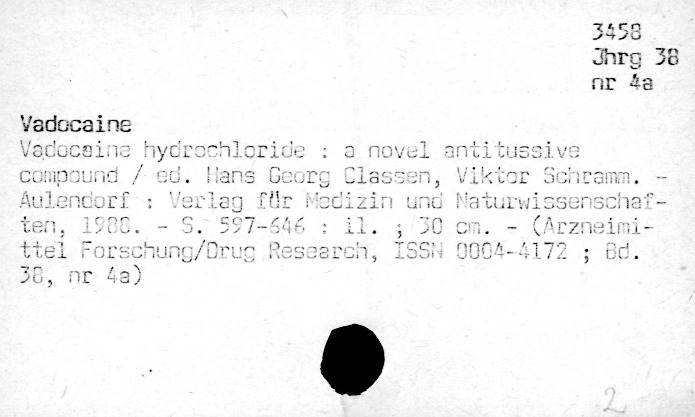 3458
Jhrg 38
nr 4a
Vadocaine
Vadocaine hydrochloride : a novel antitussive
compound / ed. Hans Georg Classen, Viktor Schramm. -
Aulendorf : Verlag für Medizin und Naturwissenschaf-
ten, 1988. - S. 597-646 : il. ; 30 cm. - (Arzneimi-
ttel Forschung/Drug Research, ISSN 0004-4172 ; Bd.
38, nr 4a)
2